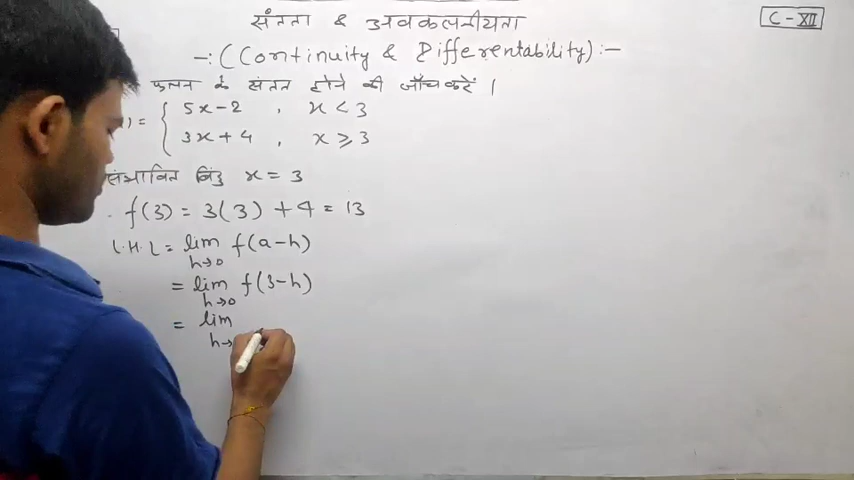 संतता & अवकलनीयता
C-XII
-:(Continuity & Differentability):-
फलन के संतत होने की जाँच करें |
) = { 5x-2 , x < 3
3x+4 , x ≥ 3
संभावित बिंदु x = 3
f(3) = 3(3) + 4 = 13
L.H.L = lim f(a-h)
h→0
= lim f(3-h)
h→0
= lim
h→